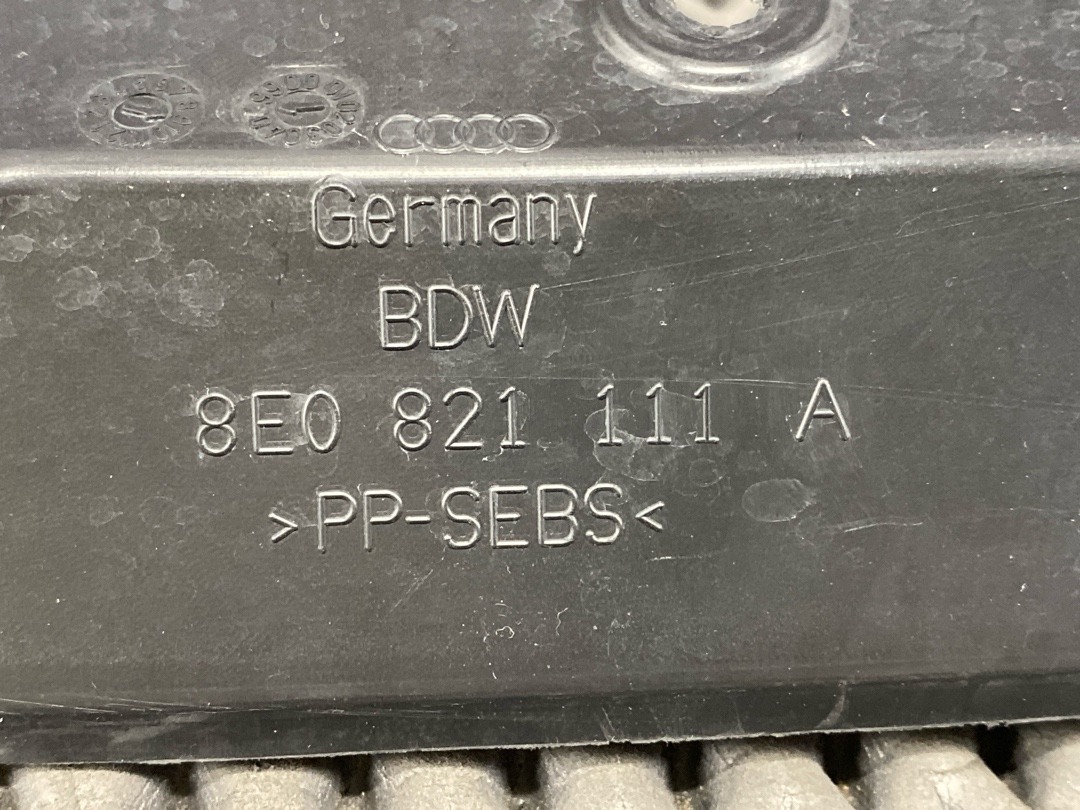 Germany
BDW
8E0 821 111 A
>PP-SEBS<